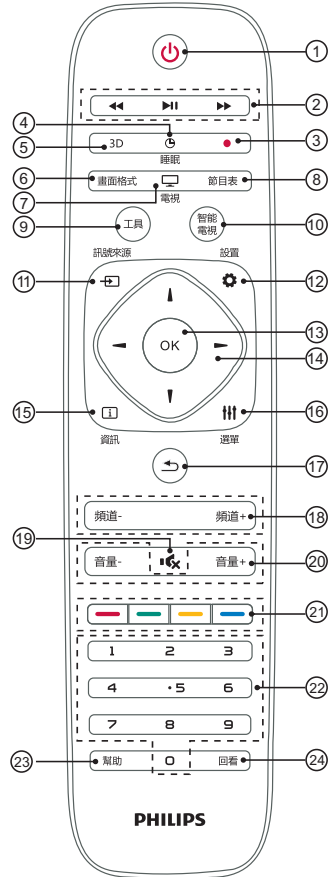 1
2
4
3D
睡眠
3
5
6
畫面格式
節目表
8
7
電視
9
工具
智能
電視
10
訊號來源
設置
11
12
OK
13
14
15
i
16
資訊
選單
17
頻道-
頻道+
18
19
音量-
音量+
20
21
1 2 3
4 5 6
22
7 8 9
23
幫助
0
回看
24
PHILIPS